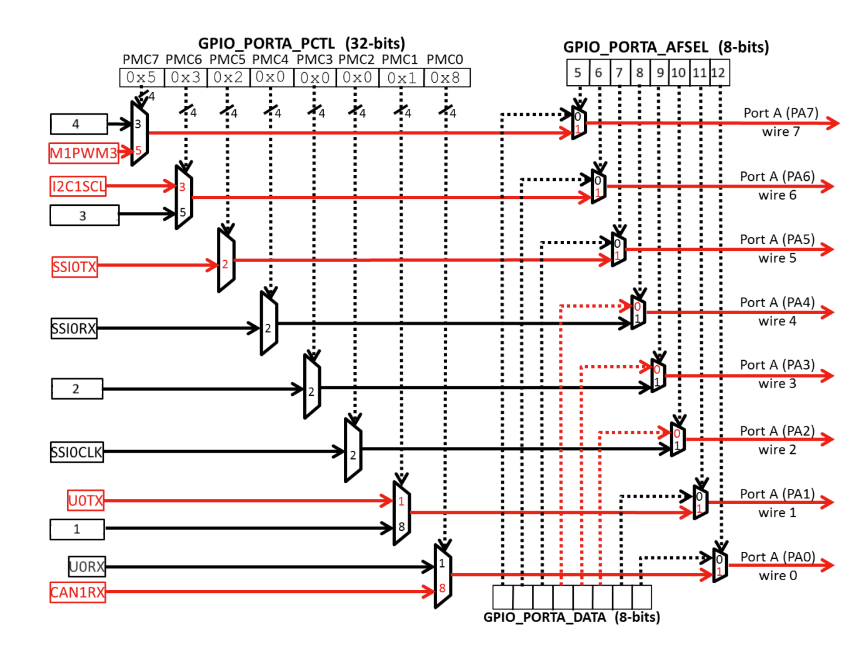 GPIO_PORTA_PCTL (32-bits)
GPIO_PORTA_AFSEL (8-bits)
PMC7 PMC6 PMC5 PMC4 PMC3 PMC2 PMC1 PMC0
0x5 0x3 0x2 0x0 0x0 0x0 0x1 0x8
5 6 7 8 9 10 11 12
4 4 4 4 4 4 4 4
4
3
M1PWM3
5
0
1
Port A (PA7)
wire 7
I2C1SCL
3
3
5
0
1
Port A (PA6)
wire 6
SSI0TX
2
0
1
Port A (PA5)
wire 5
SSI0RX
2
0
1
Port A (PA4)
wire 4
2
2
0
1
Port A (PA3)
wire 3
SSI0CLK
2
0
1
Port A (PA2)
wire 2
U0TX
1
1
8
0
1
Port A (PA1)
wire 1
U0RX
1
CAN1RX
8
0
1
Port A (PA0)
wire 0
GPIO_PORTA_DATA (8-bits)